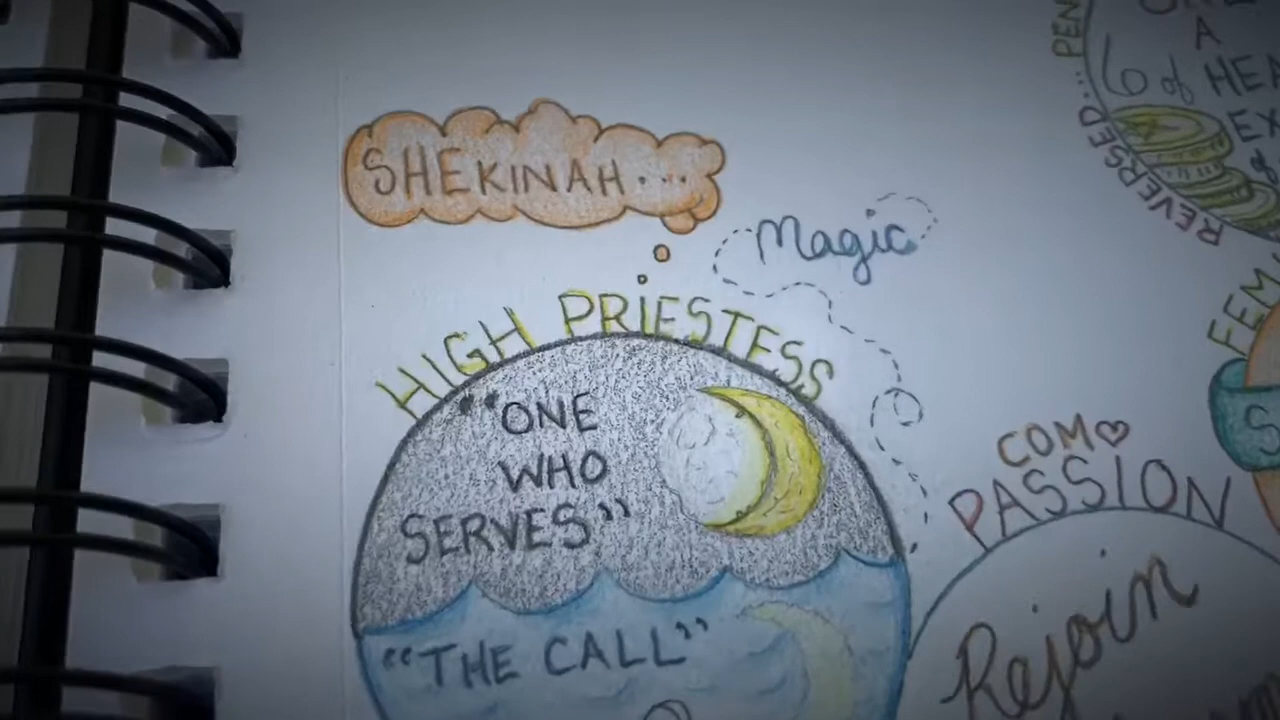 SHEKINAH...
Magic
HIGH PRIESTESS
"ONE
WHO
SERVES"
"THE CALL"
COM♡
PASSION
Rejoin
REVERSED...
A
6 of